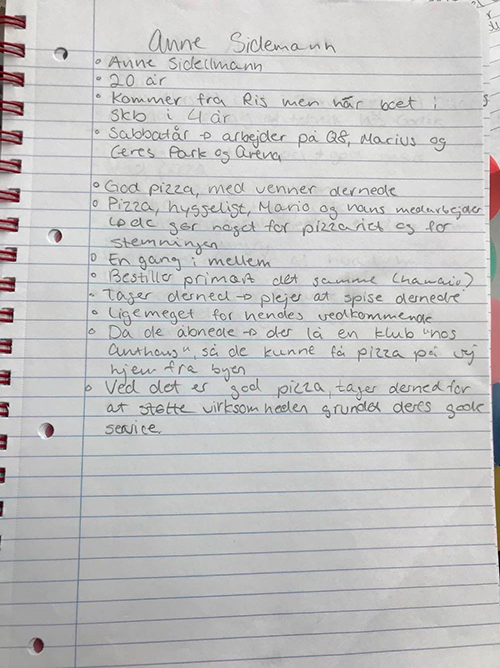 Anne Sidemann
• Anne Sidellmann
• 20 år
• Kommer fra Ris men har boet i
Skb i 4 år
• Sabbatår → arbejder på Q8, Marius og
Ceres Park og Arena
• God pizza, med venner dernede
• Pizza, hyggeligt, Mario og hans medarbejder
↳ de gør noget for pizzariet og for
stemningen
• En gang i mellem
• Bestiller primært det samme (hawaii)
• Tager derned → plejer at spise dernede
• Ligemeget for hendes vedkommende
• Da de åbnede → der lå en klub "hos
Anthons", så de kunne få pizza på vej
hjem fra byen
• Ved det er god pizza, tager derned for
at støtte virksomheden grundet deres gode
service.